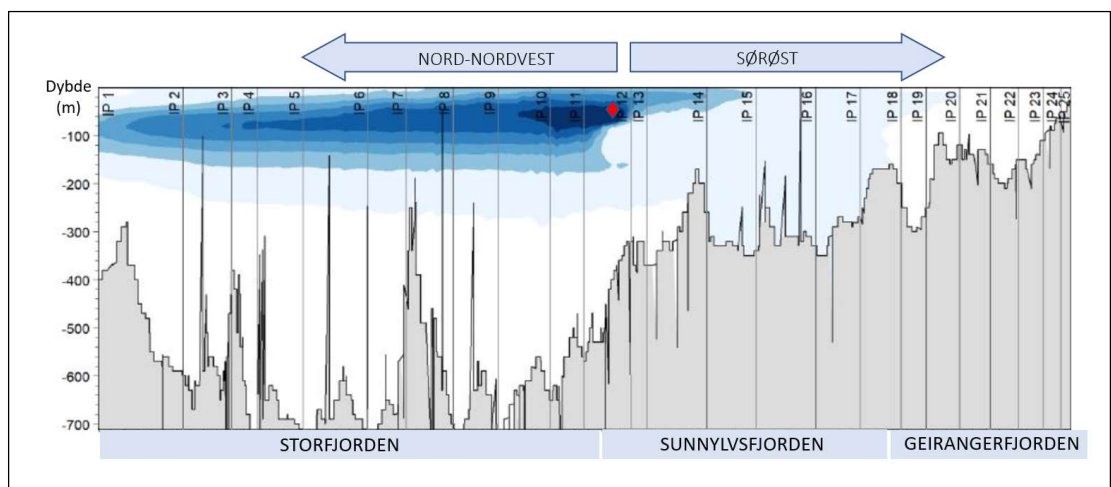 NORD-NORDVEST
SØRØST
Dybde
(m)
IP 1
IP 2
IP 3
IP 4
IP 5
IP 6
IP 7
IP 8
IP 9
IP 10
IP 11
IP 12
IP 13
IP 14
IP 15
IP 16
IP 17
IP 18
IP 19
IP 20
IP 21
IP 22
IP 23
IP 24
IP 25
-100
-200
-300
-400
-500
-600
-700
STORFJORDEN
SUNNYLVSFJORDEN
GEIRANGERFJORDEN